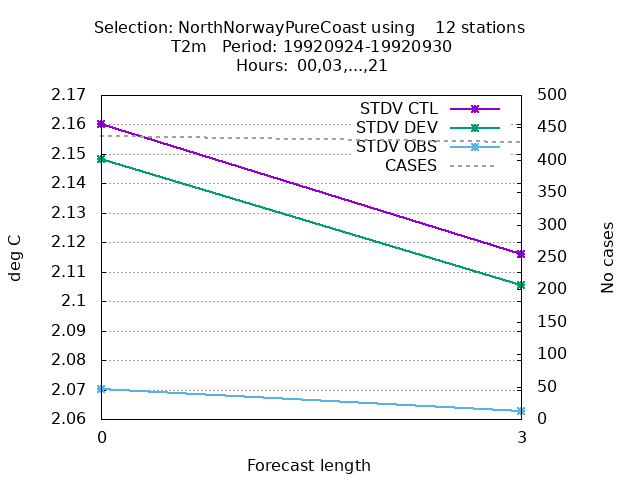 Selection: NorthNorwayPureCoast using    12 stations
T2m   Period: 19920924-19920930
Hours:  00,03,...,21
2.17
2.16
2.15
2.14
2.13
2.12
2.11
2.1
2.09
2.08
2.07
2.06
deg C
STDV CTL
STDV DEV
STDV OBS
CASES
500
450
400
350
300
250
200
150
100
50
0
No cases
0
3
Forecast length